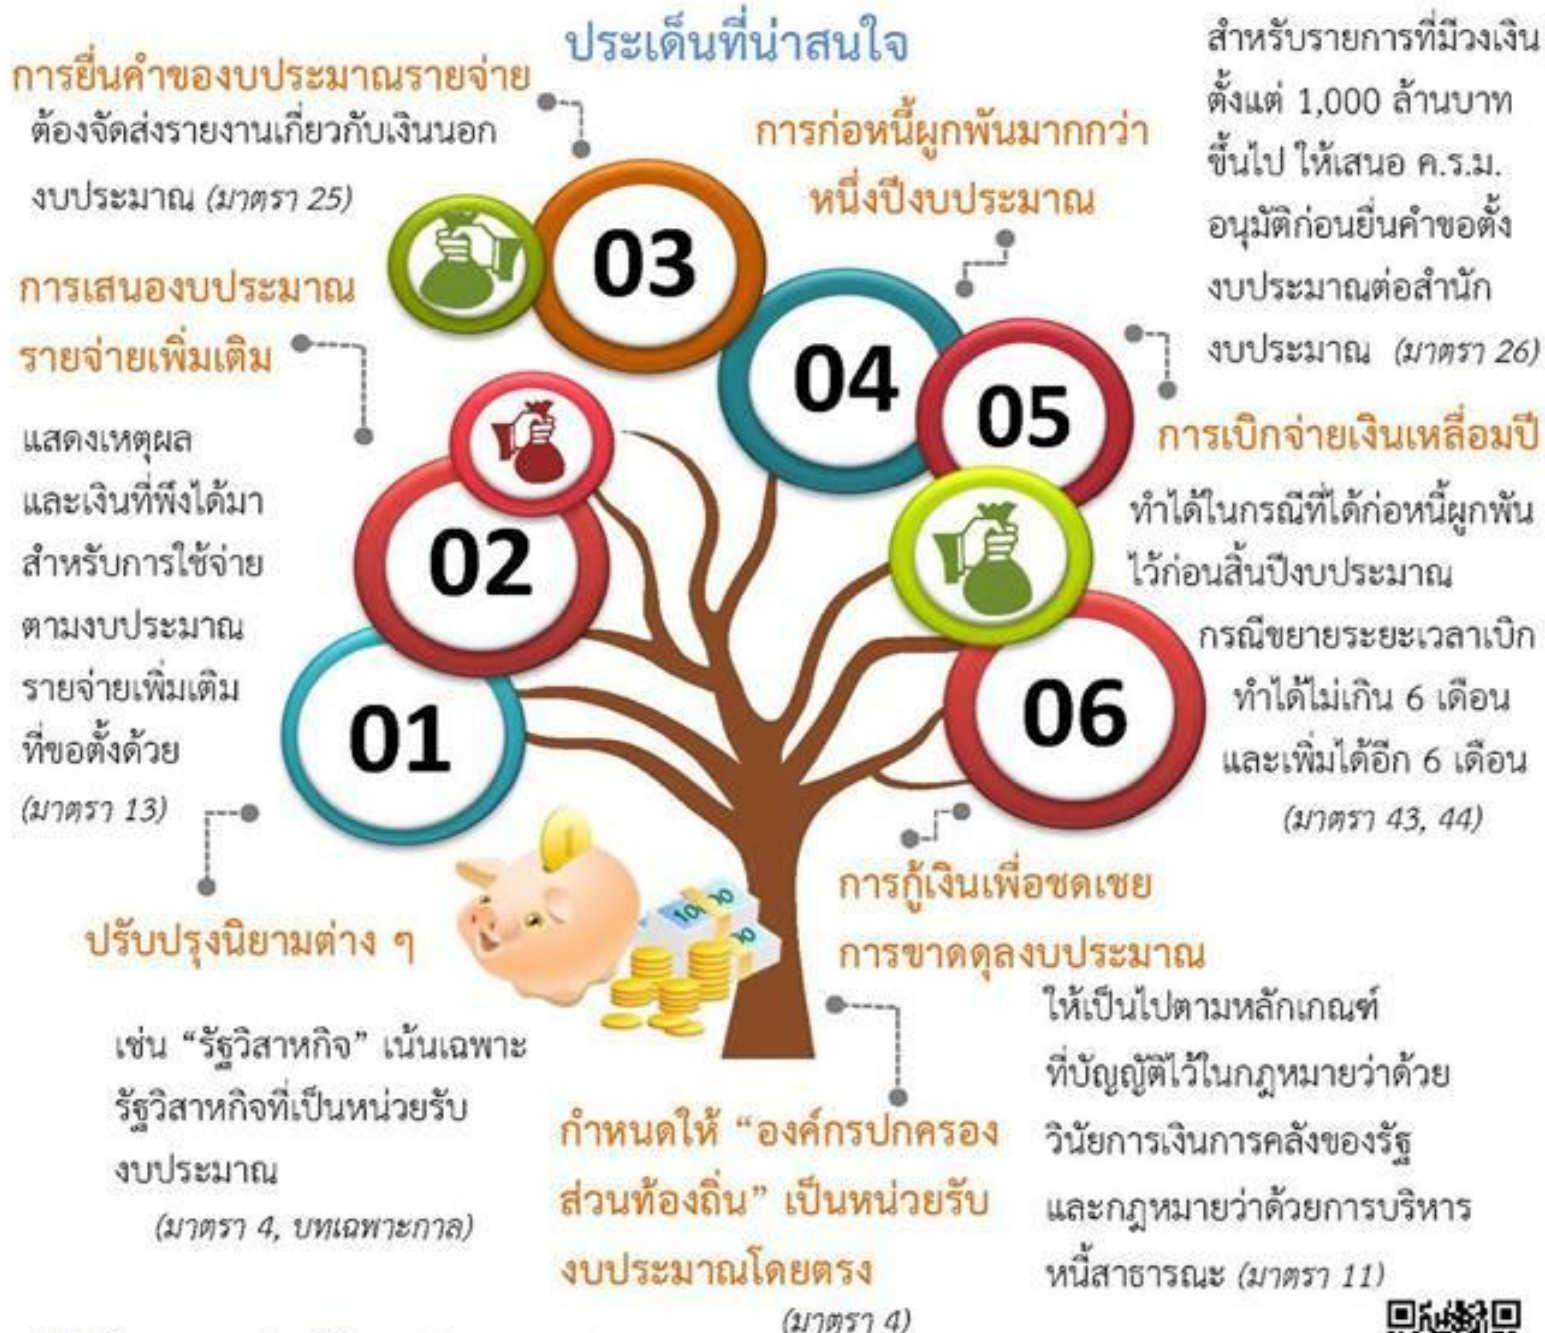 ประเด็นที่น่าสนใจ
การยื่นคำของบประมาณรายจ่าย
ต้องจัดส่งรายงานเกี่ยวกับเงินนอก
งบประมาณ (มาตรา 25)
03
การเสนองบประมาณ
รายจ่ายเพิ่มเติม
แสดงเหตุผล
และเงินที่พึงได้มา
สำหรับการใช้จ่าย
ตามงบประมาณ
รายจ่ายเพิ่มเติม
ที่ขอตั้งด้วย
(มาตรา 13)
02
01
ปรับปรุงนิยามต่าง ๆ
เช่น “รัฐวิสาหกิจ” เน้นเฉพาะ
รัฐวิสาหกิจที่เป็นหน่วยรับ
งบประมาณ
(มาตรา 4, บทเฉพาะกาล)
การก่อหนี้ผูกพันมากกว่า
หนึ่งปีงบประมาณ
04
สำหรับรายการที่มีวงเงิน
ตั้งแต่ 1,000 ล้านบาท
ขึ้นไป ให้เสนอ ค.ร.ม.
อนุมัติก่อนยื่นคำขอตั้ง
งบประมาณต่อสำนัก
งบประมาณ (มาตรา 26)
05
การเบิกจ่ายเงินเหลื่อมปี
ทำได้ในกรณีที่ได้ก่อหนี้ผูกพัน
ไว้ก่อนสิ้นปีงบประมาณ
กรณีขยายระยะเวลาเบิก
ทำได้ไม่เกิน 6 เดือน
และเพิ่มได้อีก 6 เดือน
(มาตรา 43, 44)
06
การกู้เงินเพื่อชดเชย
การขาดดุลงบประมาณ
ให้เป็นไปตามหลักเกณฑ์
ที่บัญญัติไว้ในกฎหมายว่าด้วย
วินัยการเงินการคลังของรัฐ
และกฎหมายว่าด้วยการบริหาร
หนี้สาธารณะ (มาตรา 11)
กำหนดให้ “องค์กรปกครอง
ส่วนท้องถิ่น” เป็นหน่วยรับ
งบประมาณโดยตรง
(มาตรา 4)